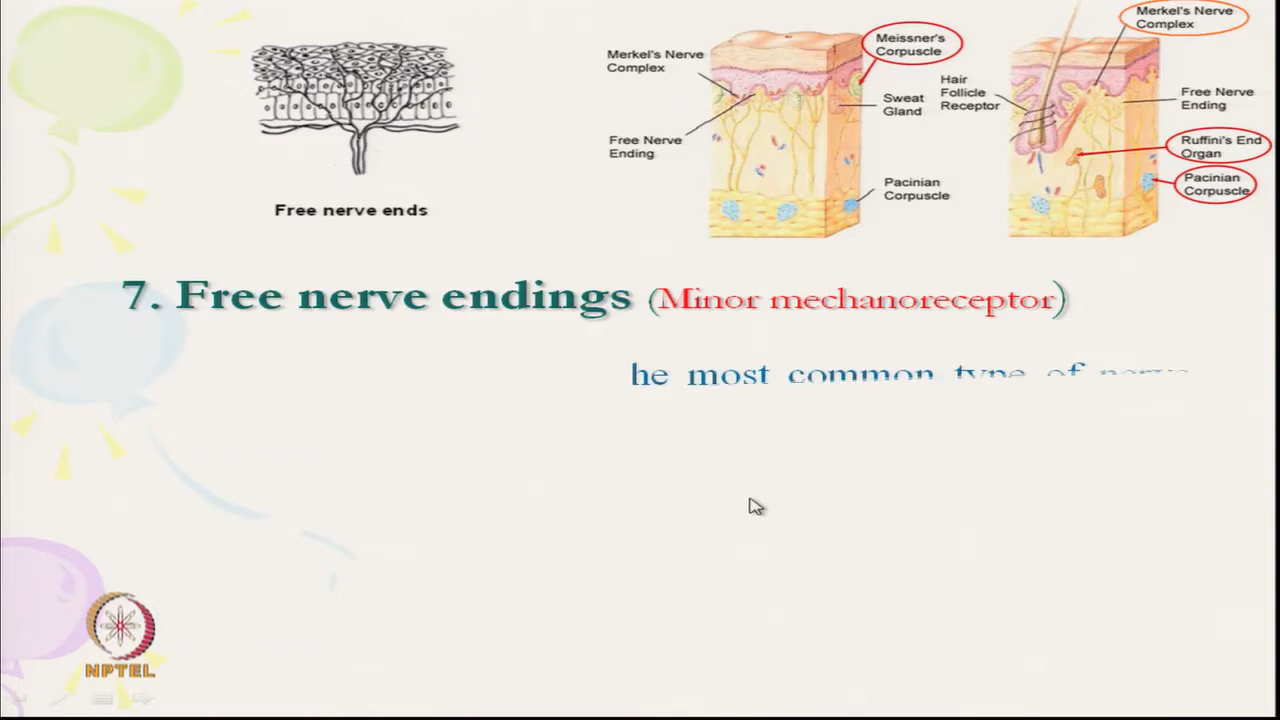 Free nerve ends
Merkel's Nerve
Complex
Free Nerve
Ending
Meissner's
Corpuscle
Sweat
Gland
Pacinian
Corpuscle
Hair
Follicle
Receptor
Merkel's Nerve
Complex
Free Nerve
Ending
Ruffini's End
Organ
Pacinian
Corpuscle
7. Free nerve endings (Minor mechanoreceptor)
he most common type of
NPTEL